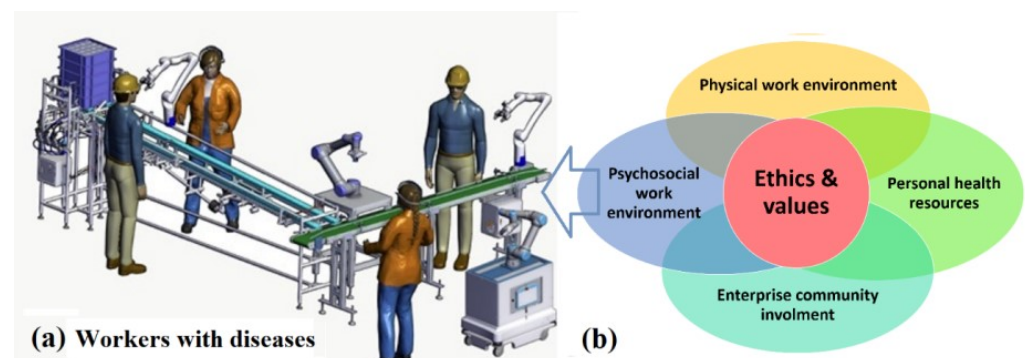 Physical work environment
Psychosocial
work
environment
Ethics &
values
Personal health
resources
Enterprise community
involment
(a) Workers with diseases
(b)